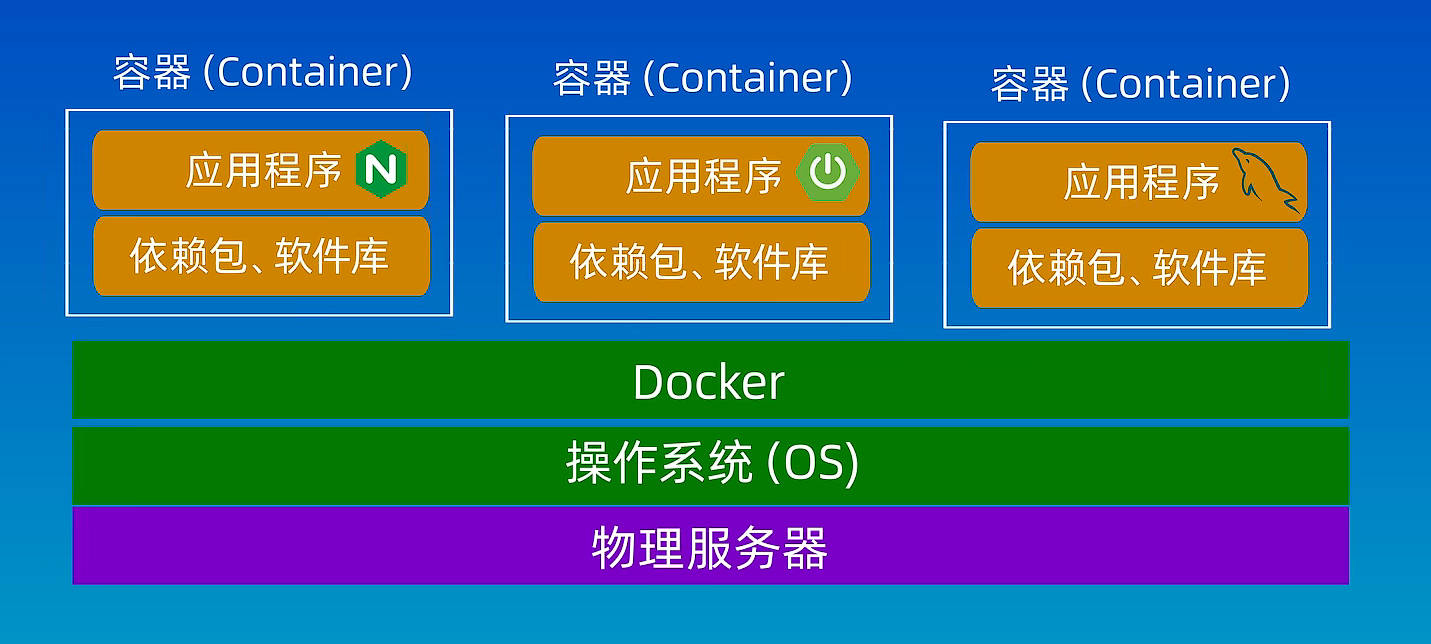 容器 (Container)
容器 (Container)
容器 (Container)
应用程序 N
应用程序
应用程序
依赖包、软件库
依赖包、软件库
依赖包、软件库
Docker
操作系统 (OS)
物理服务器